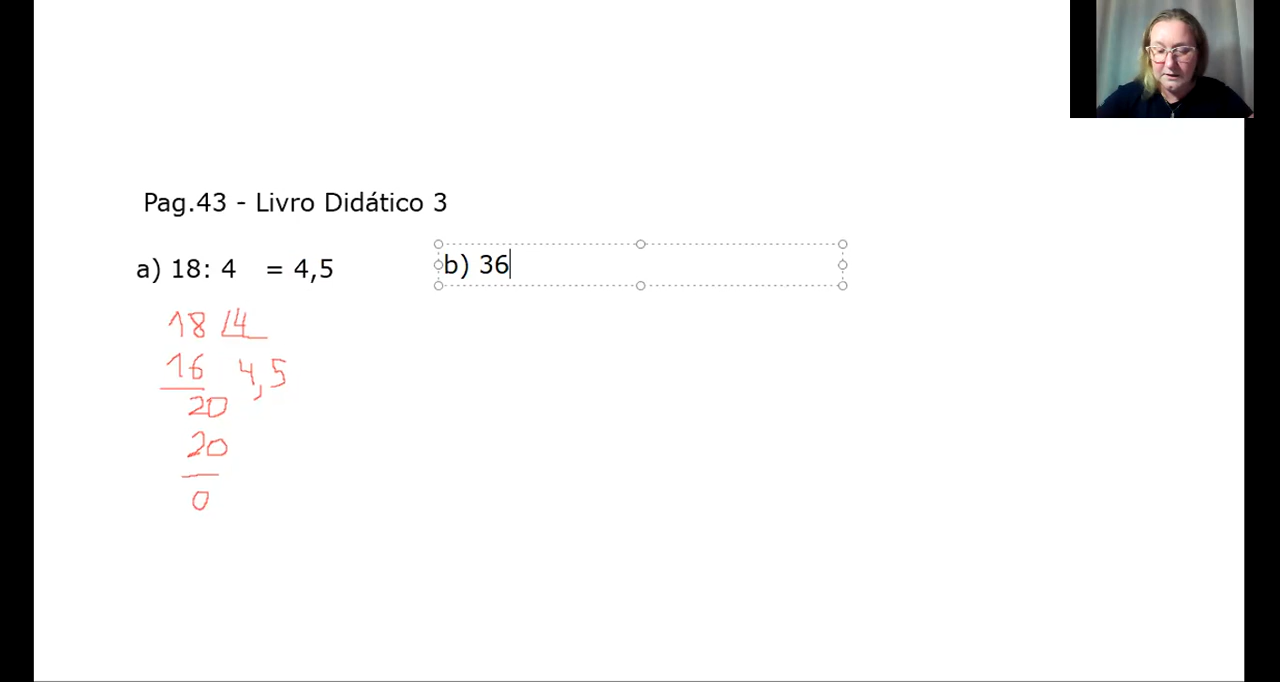 Pag.43 - Livro Didático 3
a) 18: 4 = 4,5
b) 36
18 4
16 4,5
20
20
0